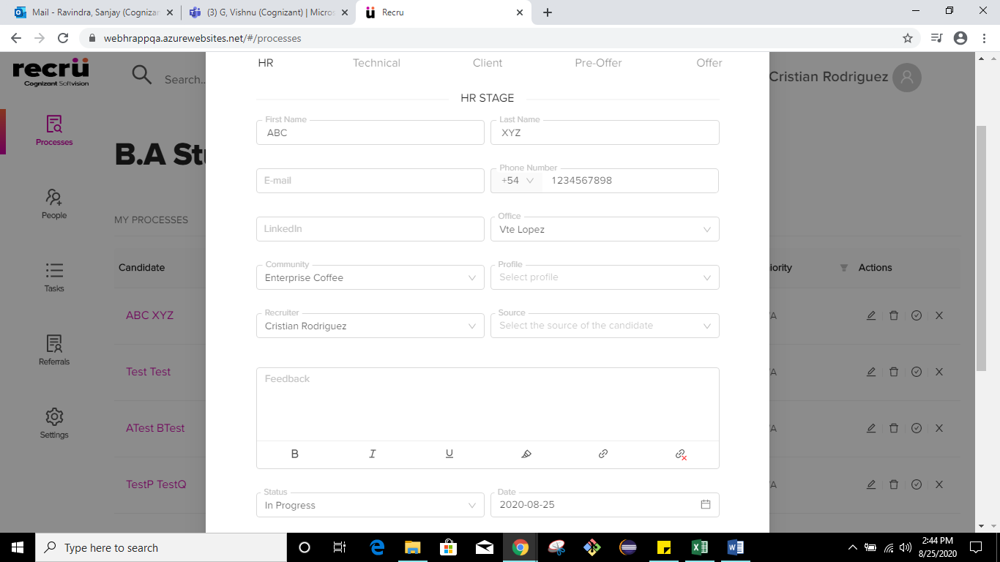 Mail - Ravindra, Sanjay (Cognizan
(3) G, Vishnu (Cognizant) | Micros
Recru
webhrappqa.azurewebsites.net/#/processes
recrü
Cognizant Softvision
Search...
Cristian Rodriguez
HR
Technical
Client
Pre-Offer
Offer
HR STAGE
Processes
People
Tasks
Referrals
Settings
B.A Stu
MY PROCESSES
Candidate
iority
Actions
ABC XYZ
/A
Test Test
/A
ATest BTest
/A
TestP TestQ
/A
First Name
ABC
Last Name
XYZ
E-mail
Phone Number
+54
1234567898
LinkedIn
Office
Vte Lopez
Community
Enterprise Coffee
Profile
Select profile
Recruiter
Cristian Rodriguez
Source
Select the source of the candidate
Feedback
B
I
U
Status
In Progress
Date
2020-08-25
Type here to search
2:44 PM
8/25/2020